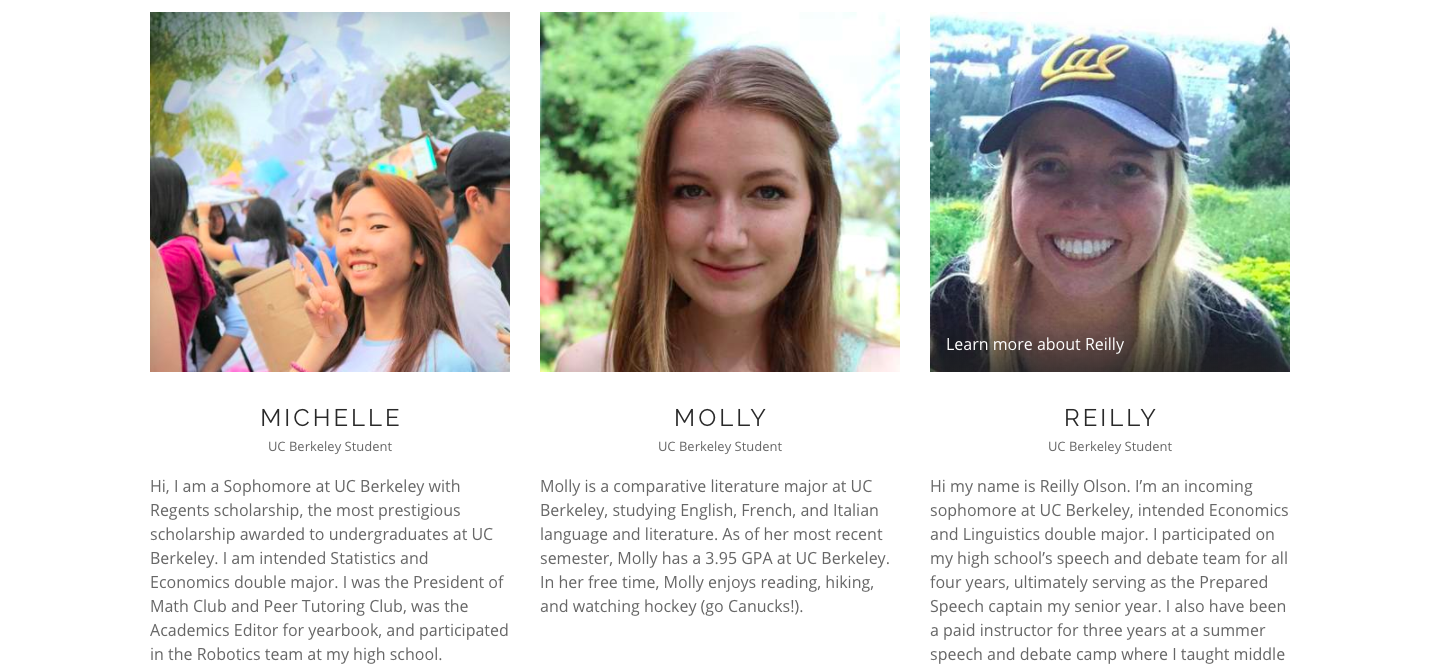 Cal
Learn more about Reilly
MICHELLE
UC Berkeley Student
Hi, I am a Sophomore at UC Berkeley with
Regents scholarship, the most prestigious
scholarship awarded to undergraduates at UC
Berkeley. I am intended Statistics and
Economics double major. I was the President of
Math Club and Peer Tutoring Club, was the
Academics Editor for yearbook, and participated
in the Robotics team at my high school.
MOLLY
UC Berkeley Student
Molly is a comparative literature major at UC
Berkeley, studying English, French, and Italian
language and literature. As of her most recent
semester, Molly has a 3.95 GPA at UC Berkeley.
In her free time, Molly enjoys reading, hiking,
and watching hockey (go Canucks!).
REILLY
UC Berkeley Student
Hi my name is Reilly Olson. I’m an incoming
sophomore at UC Berkeley, intended Economics
and Linguistics double major. I participated on
my high school’s speech and debate team for all
four years, ultimately serving as the Prepared
Speech captain my senior year. I also have been
a paid instructor for three years at a summer
speech and debate camp where I taught middle